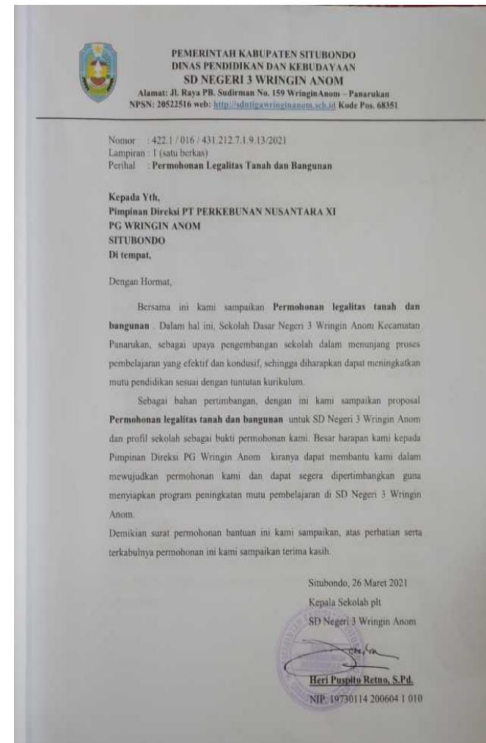 PEMERINTAH KABUPATEN SITUBONDO
DINAS PENDIDIKAN DAN KEBUDAYAAN
SD NEGERI 3 WRINGIN ANOM
Alamat: Jl. Raya PB. Sudirman No. 159 WringinAnom – Panarukan
NPSN: 20522516 web: http://sdntigawringinanom.sch.id Kode Pos. 68351
Nomor : 422.1 / 016 / 431.212.7.1.9.13/2021
Lampiran : 1 (satu berkas)
Perihal : Permohonan Legalitas Tanah dan Bangunan
Kepada Yth,
Pimpinan Direksi PT PERKEBUNAN NUSANTARA XI
PG WRINGIN ANOM
SITUBONDO
Di tempat,
Dengan Hormat,
Bersama ini kami sampaikan Permohonan legalitas tanah dan
bangunan . Dalam hal ini, Sekolah Dasar Negeri 3 Wringin Anom Kecamatan
Panarukan, sebagai upaya pengembangan sekolah dalam menunjang proses
pembelajaran yang efektif dan kondusif, sehingga diharapkan dapat meningkatkan
mutu pendidikan sesuai dengan tuntutan kurikulum.
Sebagai bahan pertimbangan, dengan ini kami sampaikan proposal
Permohonan legalitas tanah dan bangunan untuk SD Negeri 3 Wringin Anom
dan profil sekolah sebagai bukti permohonan kami. Besar harapan kami kepada
Pimpinan Direksi PG Wringin Anom kiranya dapat membantu kami dalam
mewujudkan permohonan kami dan dapat segera dipertimbangkan guna
menyiapkan program peningkatan mutu pembelajaran di SD Negeri 3 Wringin
Anom.
Demikian surat permohonan bantuan ini kami sampaikan, atas perhatian serta
terkabulnya permohonan ini kami sampaikan terima kasih.
Situbondo, 26 Maret 2021
Kepala Sekolah plt
SD Negeri 3 Wringin Anom
Heri Puspito Retno, S.Pd.
NIP. 19730114 200604 1 010